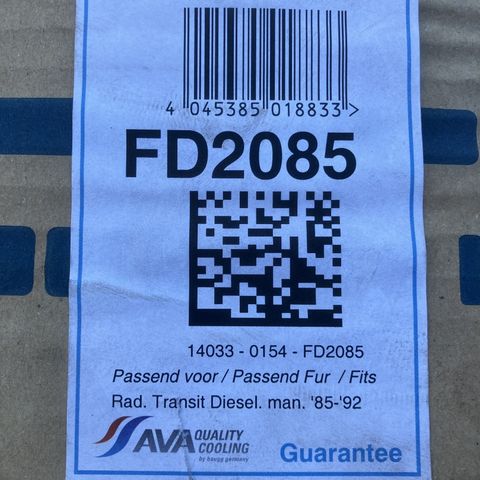 4 045385 018833 >
FD2085
14033 - 0154 - FD2085
Passend voor / Passend Fur / Fits
Rad. Transit Diesel. man. '85-'92
AVA QUALITY COOLING
by haugg germany
Guarantee